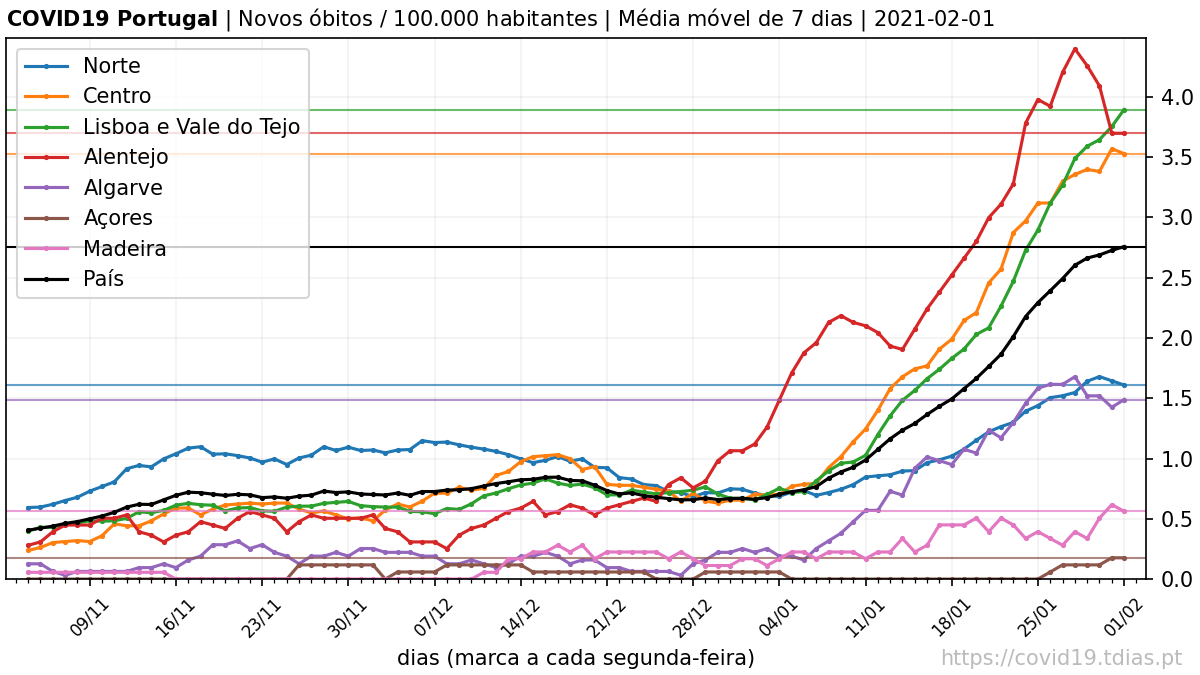 COVID19 Portugal | Novos óbitos / 100.000 habitantes | Média móvel de 7 dias | 2021-02-01
Norte
Centro
Lisboa e Vale do Tejo
Alentejo
Algarve
Açores
Madeira
País
4.0
3.5
3.0
2.5
2.0
1.5
1.0
0.5
0.0
09/11 16/11 23/11 30/11 07/12 14/12 21/12 28/12 04/01 11/01 18/01 25/01 01/02
dias (marca a cada segunda-feira)
https://covid19.tdias.pt